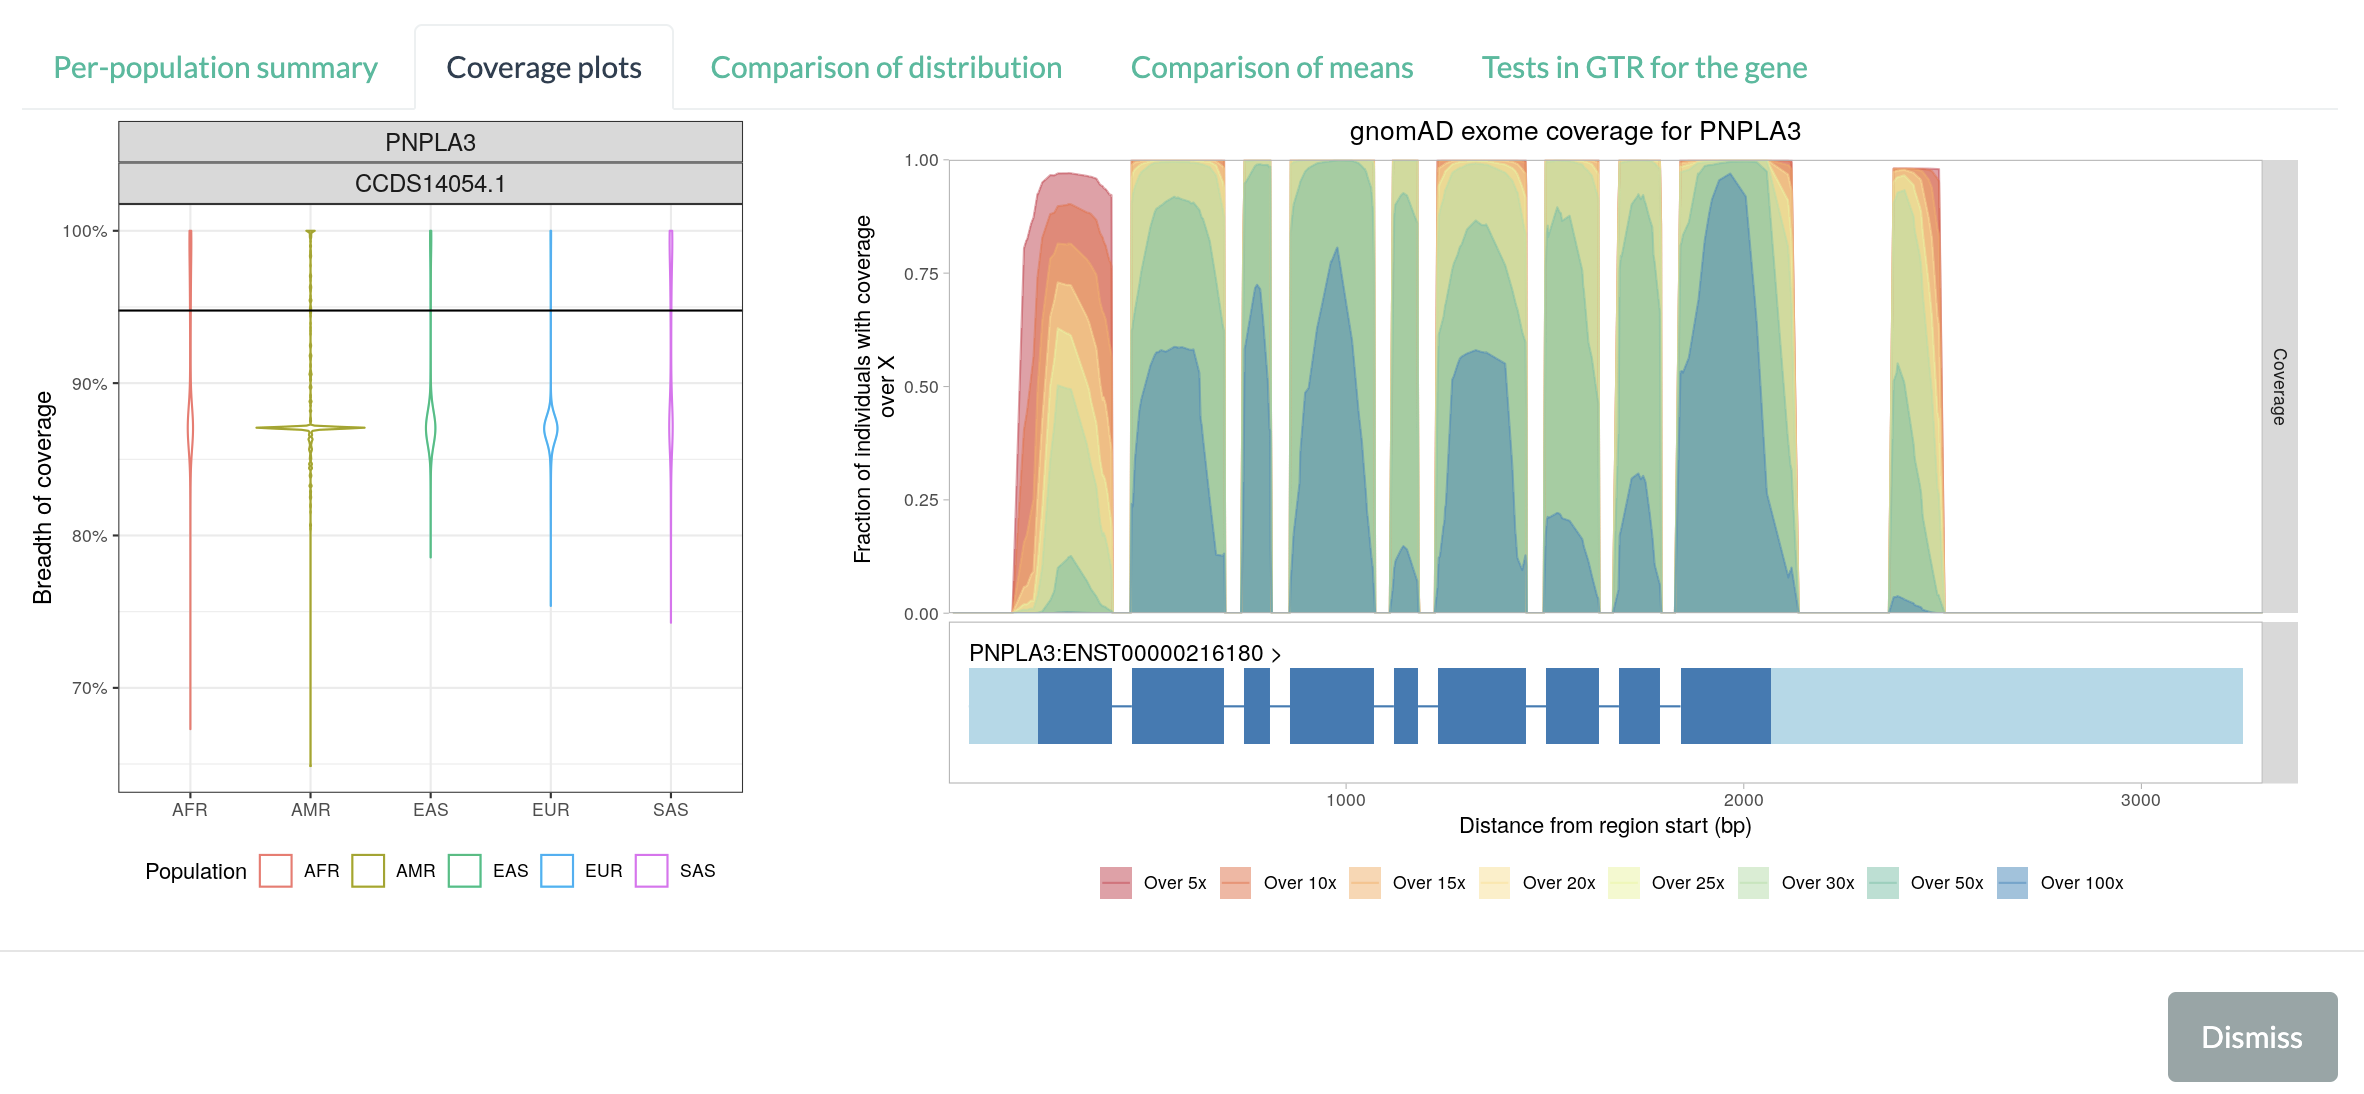 Per-population summary
Coverage plots
Comparison of distribution
Comparison of means
Tests in GTR for the gene
PNPLA3
CCDS14054.1
100%
90%
80%
70%
Breadth of coverage
AFR
AMR
EAS
EUR
SAS
Population
AFR
AMR
EAS
EUR
SAS
gnomAD exome coverage for PNPLA3
1.00
0.75
0.50
0.25
0.00
Fraction of individuals with coverage
over X
Coverage
PNPLA3:ENST00000216180 >
1000
2000
3000
Distance from region start (bp)
Over 5x
Over 10x
Over 15x
Over 20x
Over 25x
Over 30x
Over 50x
Over 100x
Dismiss